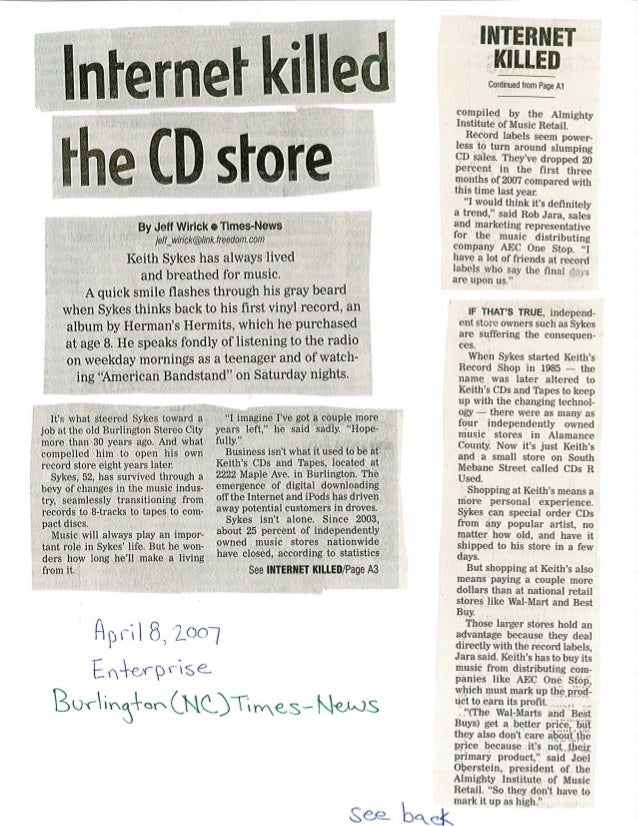 Internet killed
the CD store
By Jeff Wirick • Times-News
jeff_wirick@link.freedom.com
Keith Sykes has always lived
and breathed for music.
A quick smile flashes through his gray beard
when Sykes thinks back to his first vinyl record, an
album by Herman's Hermits, which he purchased
at age 8. He speaks fondly of listening to the radio
on weekday mornings as a teenager and of watch-
ing "American Bandstand" on Saturday nights.
It's what steered Sykes toward a
job at the old Burlington Stereo City
more than 30 years ago. And what
compelled him to open his own
record store eight years later.
Sykes, 52, has survived through a
bevy of changes in the music indus-
try, seamlessly transitioning from
records to 8-tracks to tapes to com-
pact discs.
Music will always play an impor-
tant role in Sykes' life. But he won-
ders how long he'll make a living
from it.
"I imagine I've got a couple more
years left," he said sadly. "Hope-
fully."
Business isn't what it used to be at
Keith's CDs and Tapes, located at
2222 Maple Ave. in Burlington. The
emergence of digital downloading
off the Internet and iPods has driven
away potential customers in droves.
Sykes isn't alone. Since 2003,
about 25 percent of independently
owned music stores nationwide
have closed, according to statistics
See INTERNET KILLED/Page A3
INTERNET
KILLED
Continued from Page A1
compiled by the Almighty
Institute of Music Retail.
Record labels seem power-
less to turn around slumping
CD sales. They've dropped 20
percent in the first three
months of 2007 compared with
this time last year.
"I would think it's definitely
a trend," said Rob Jara, sales
and marketing representative
for the music distributing
company AEC One Stop. "I
have a lot of friends at record
labels who say the final days
are upon us."
IF THAT'S TRUE, independ-
ent store owners such as Sykes
are suffering the consequen-
ces.
When Sykes started Keith's
Record Shop in 1985 — the
name was later altered to
Keith's CDs and Tapes to keep
up with the changing technol-
ogy — there were as many as
four independently owned
music stores in Alamance
County. Now it's just Keith's
and a small store on South
Mebane Street called CDs R
Used.
Shopping at Keith's means a
more personal experience.
Sykes can special order CDs
from any popular artist, no
matter how old, and have it
shipped to his store in a few
days.
But shopping at Keith's also
means paying a couple more
dollars than at national retail
stores like Wal-Mart and Best
Buy.
Those larger stores hold an
advantage because they deal
directly with the record labels,
Jara said. Keith's has to buy its
music from distributing com-
panies like AEC One Stop,
which must mark up the prod-
uct to earn its profit.
"(The Wal-Marts and Best
Buys) get a better price, but
they also don't care about the
price because it's not their
primary product," said Joel
Oberstein, president of the
Almighty Institute of Music
Retail. "So they don't have to
mark it up as high."
April 8, 2007
Enterprise
Burlington (NC) Times-News
see back